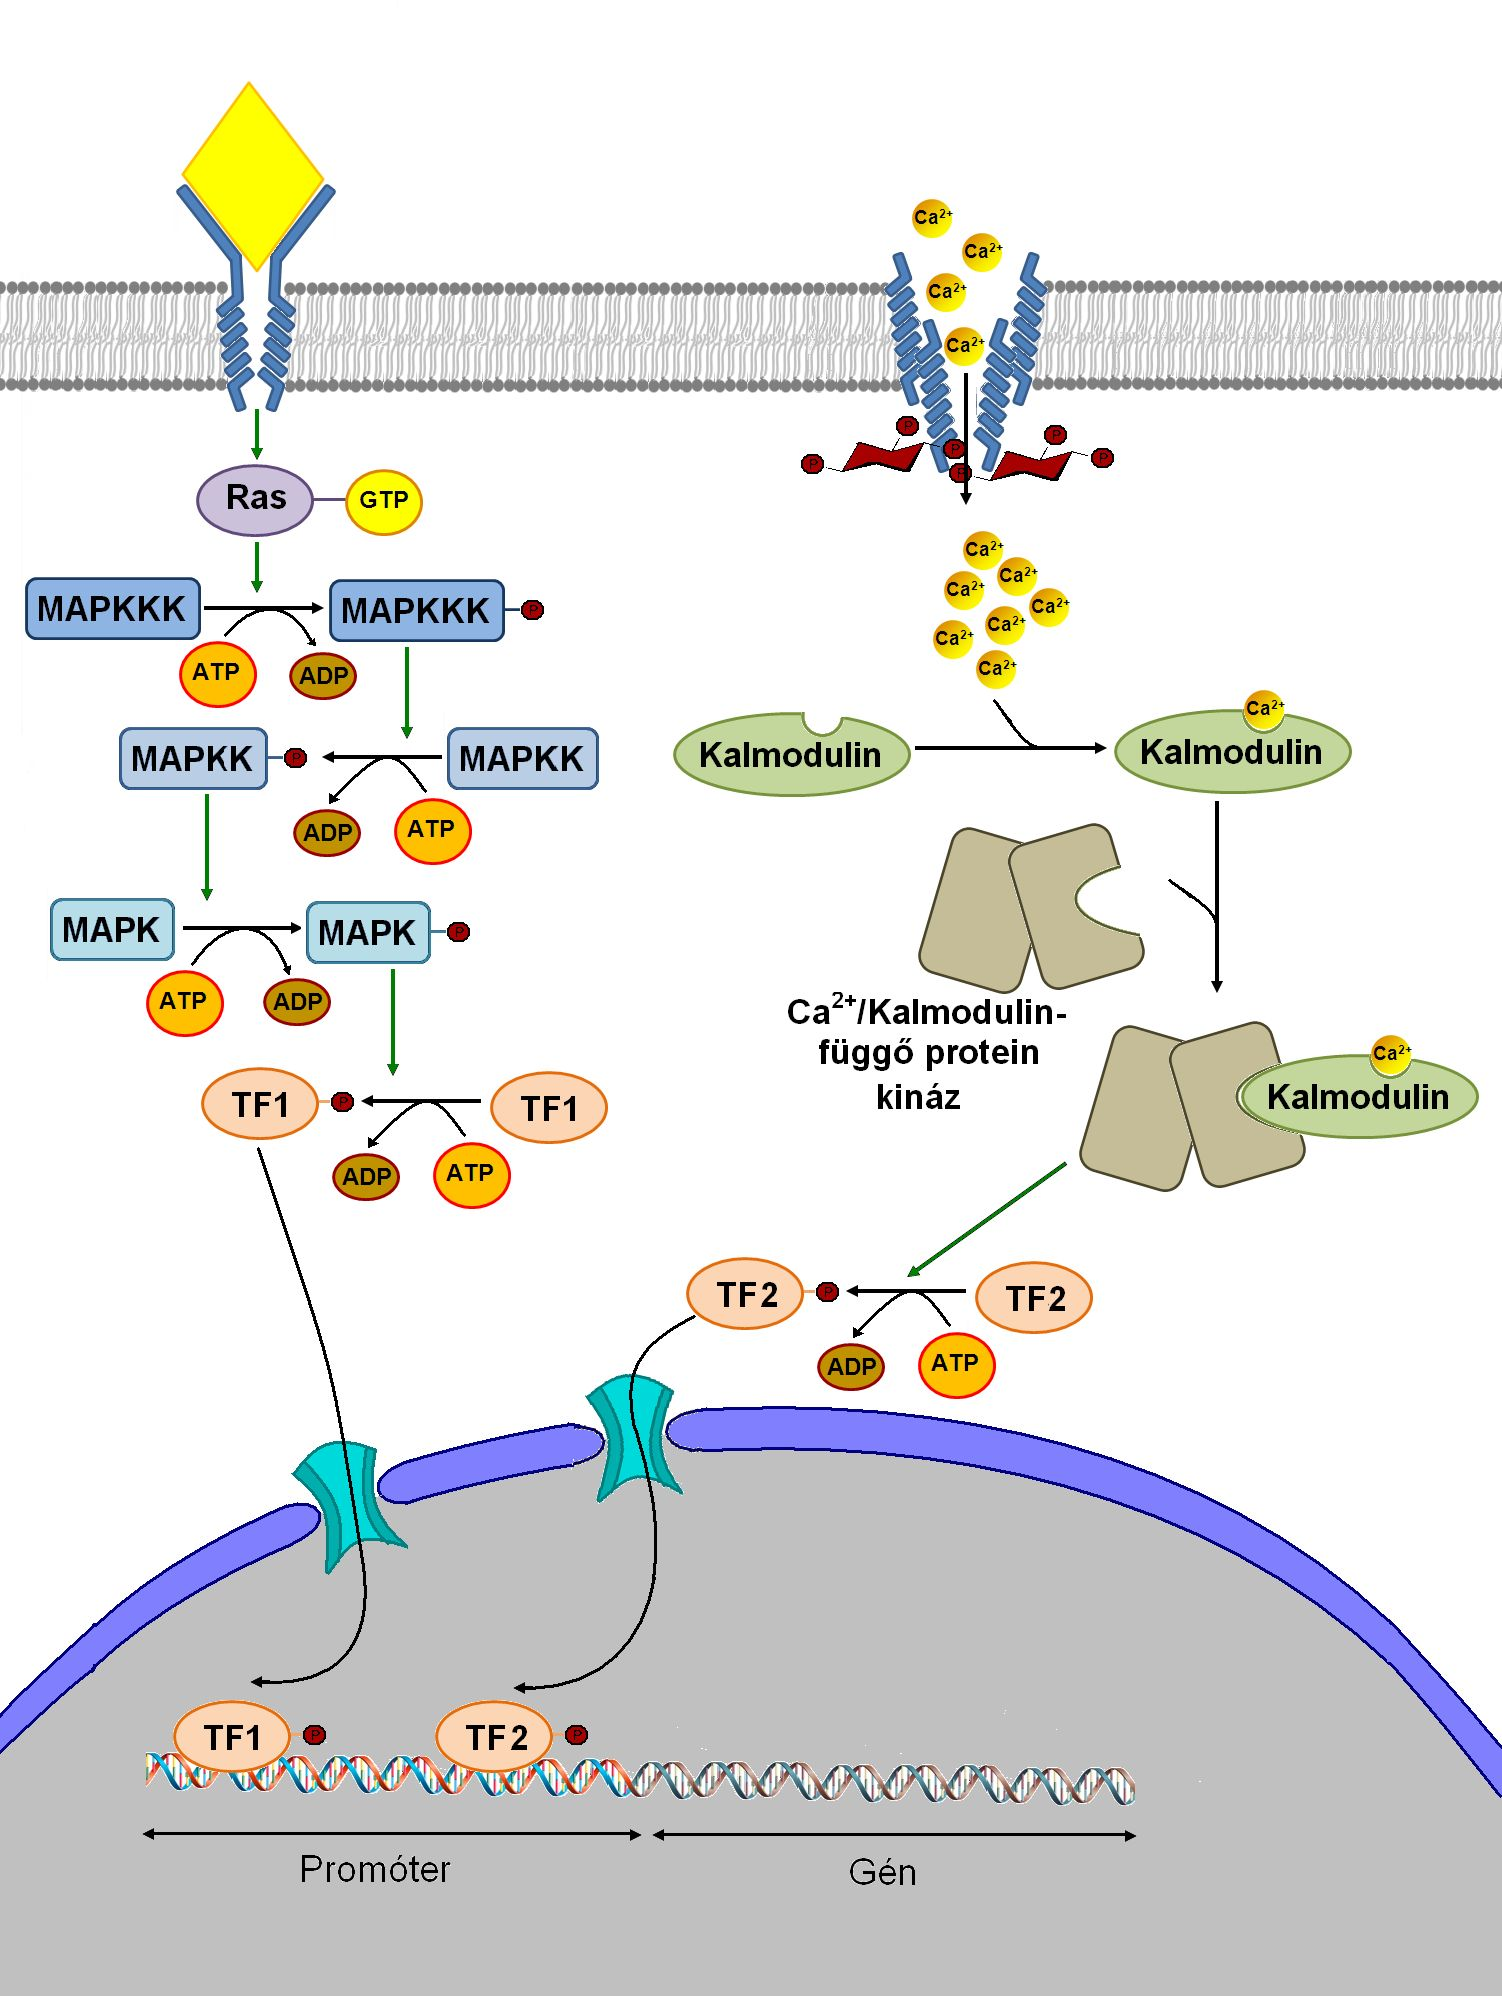 Ca2+
Ca2+
Ca2+
Ca2+
P
P
P
P
P
P
Ras
GTP
Ca2+
Ca2+
Ca2+
Ca2+
Ca2+
Ca2+
Ca2+
MAPKKK
MAPKKK
P
ATP
ADP
MAPKK
P
MAPKK
ADP
ATP
Kalmodulin
Ca2+
Kalmodulin
MAPK
MAPK
P
ATP
ADP
Ca2+/Kalmodulin-
függő protein
kináz
Ca2+
Kalmodulin
TF1
P
TF1
ADP
ATP
TF2
P
TF2
ADP
ATP
TF1
P
TF2
P
Promóter
Gén